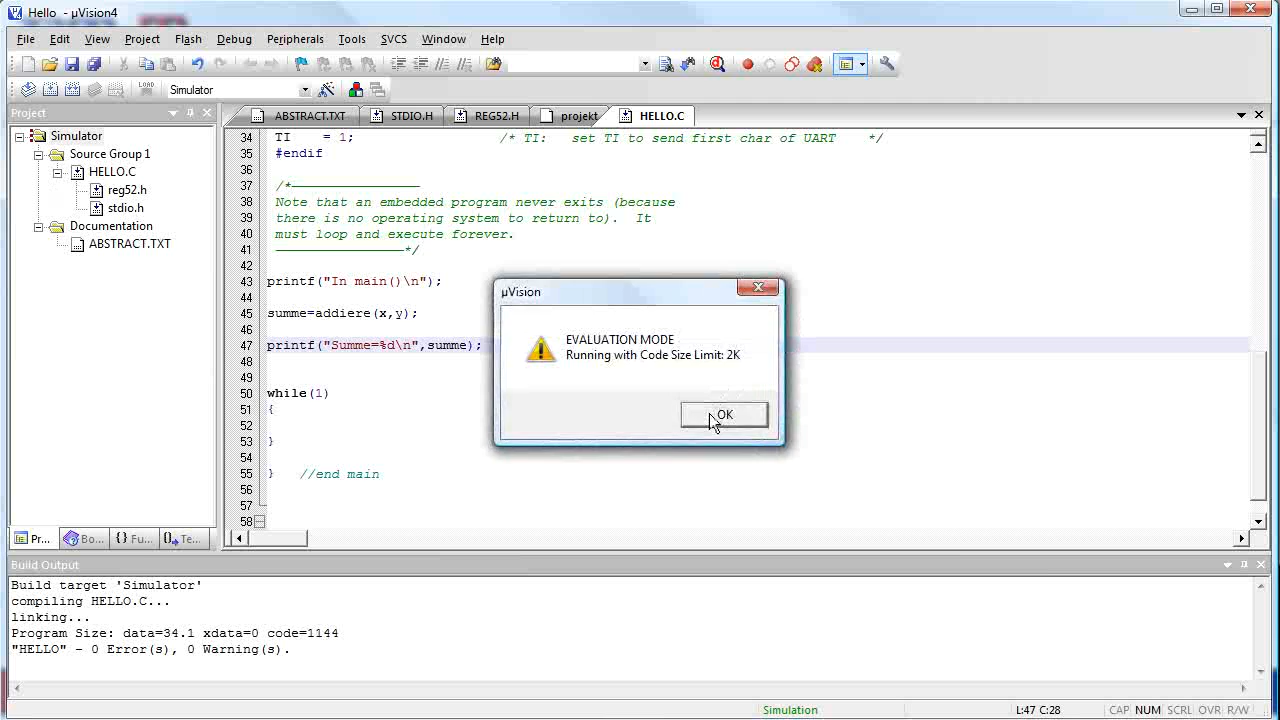 Hello - µVision4
File Edit View Project Flash Debug Peripherals Tools SVCS Window Help
LOAD Simulator
Project
ABSTRACT.TXT STDIO.H REG52.H projekt HELLO.C
Simulator
Source Group 1
HELLO.C
reg52.h
stdio.h
Documentation
ABSTRACT.TXT
34 TI = 1; /* TI: set TI to send first char of UART */
35 #endif
36
37 /*
38 Note that an embedded program never exits (because
39 there is no operating system to return to). It
40 must loop and execute forever.
41 */
42
43 printf("In main()\n");
44
45 summe=addiere(x,y);
46
47 printf("Summe=%d\n",summe);
48
49
50 while(1)
51 {
52
53 }
54
55 } //end main
56
57
58
µVision
EVALUATION MODE
Running with Code Size Limit: 2K
OK
Pr... Bo... {} Fu... Te...
Build Output
Build target 'Simulator'
compiling HELLO.C...
linking...
Program Size: data=34.1 xdata=0 code=1144
"HELLO" - 0 Error(s), 0 Warning(s).
Simulation L:47 C:28 CAP NUM SCRL OVR R/W